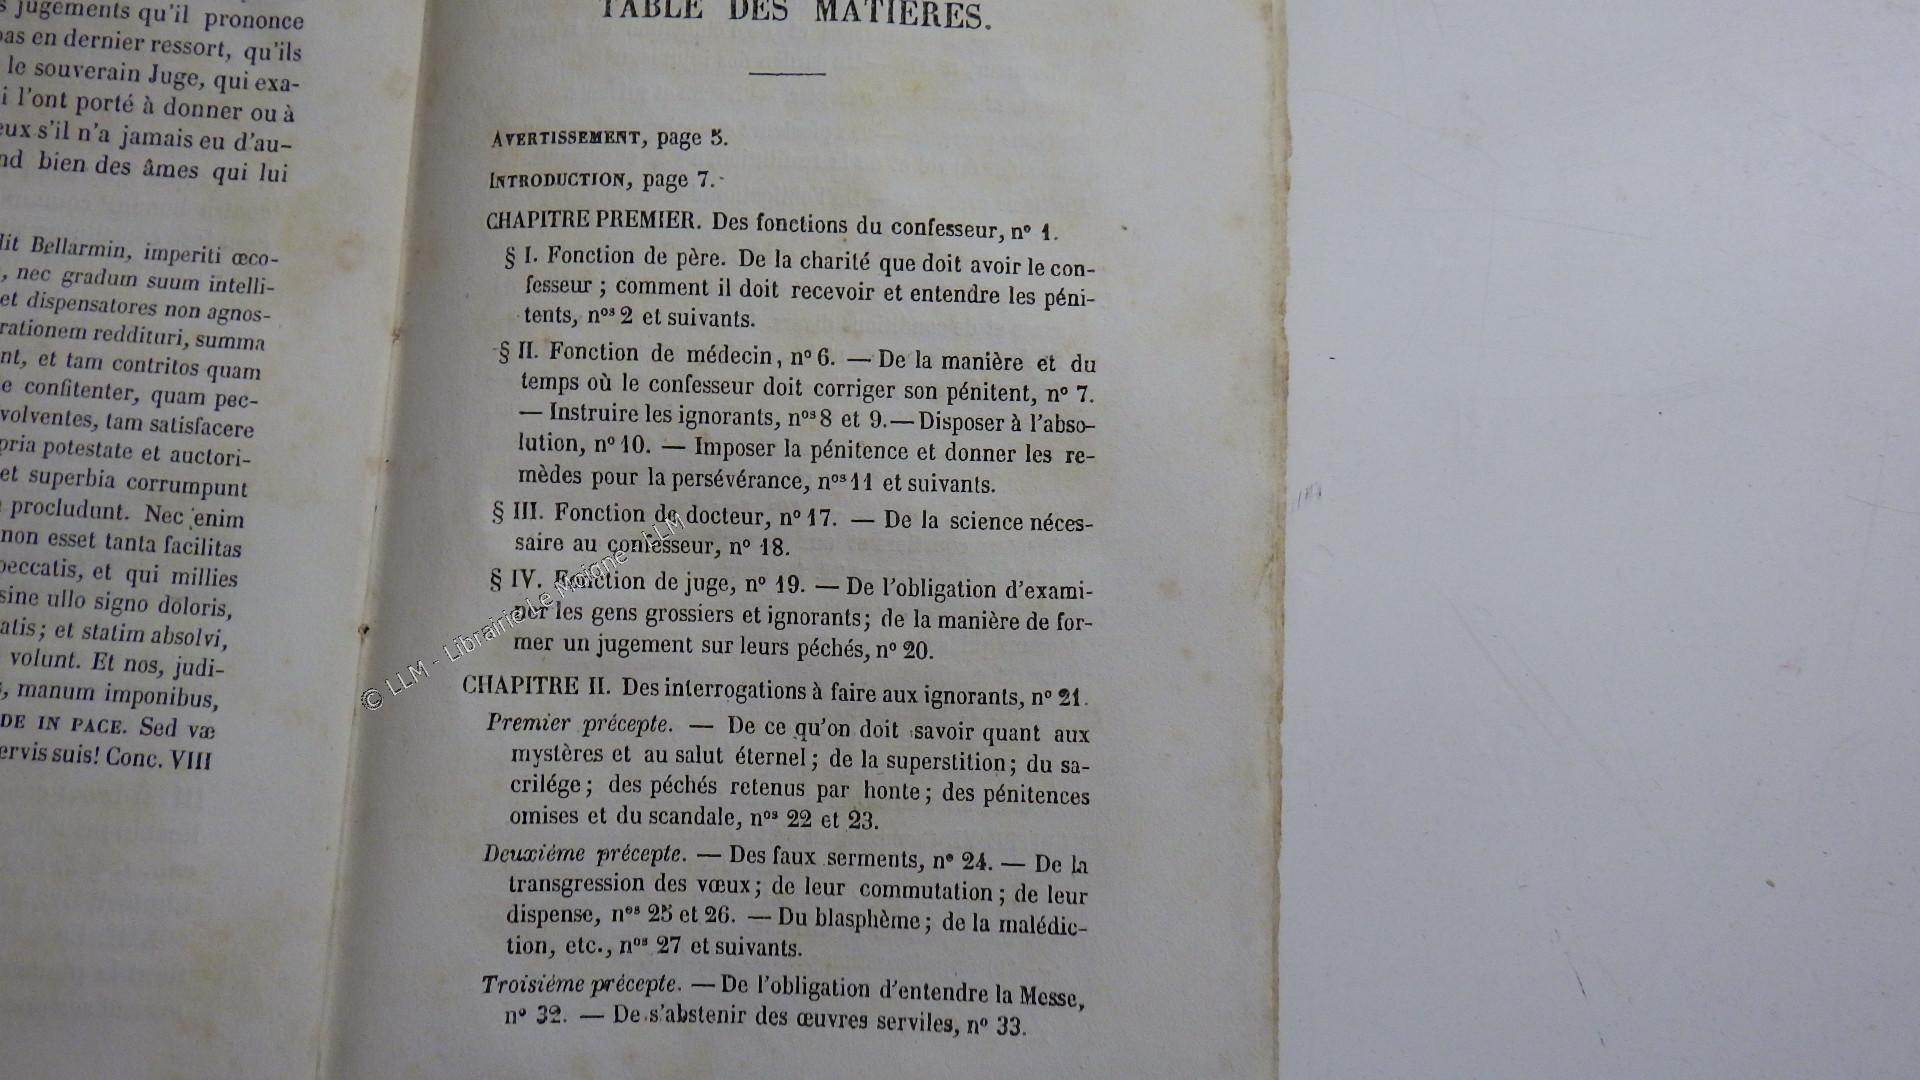 s jugements qu'il prononce
pas en dernier ressort, qu'ils
le souverain Juge, qui exa-
i l'ont porté à donner ou à
eux s'il n'a jamais eu d'au-
nd bien des âmes qui lui
dit Bellarmin, imperiti œco-
, nec gradum suum intelli-
et dispensatores non agnos-
rationem reddituri, summa
nt, et tam contritos quam
e confitenter, quam pec-
volventes, tam satisfacere
pria potestate et auctori-
et superbia corrumpunt
procludunt. Nec enim
non esset tanta facilitas
peccatis, et qui millies
sine ullo signo doloris,
atis; et statim absolvi,
volunt. Et nos, judi-
, manum imponibus,
DE IN PACE. Sed væ
ervis suis! Conc. VIII
TABLE DES MATIÈRES.
AVERTISSEMENT, page 5.
INTRODUCTION, page 7.
CHAPITRE PREMIER. Des fonctions du confesseur, nº 1.
§ I. Fonction de père. De la charité que doit avoir le con-
fesseur ; comment il doit recevoir et entendre les péni-
tents, nos 2 et suivants.
§ II. Fonction de médecin, nº 6. — De la manière et du
temps où le confesseur doit corriger son pénitent, nº 7.
— Instruire les ignorants, nos 8 et 9. — Disposer à l'abso-
lution, nº 10. — Imposer la pénitence et donner les re-
mèdes pour la persévérance, nos 11 et suivants.
§ III. Fonction de docteur, nº 17. — De la science néces-
saire au confesseur, nº 18.
§ IV. Fonction de juge, nº 19. — De l'obligation d'exami-
ner les gens grossiers et ignorants; de la manière de for-
mer un jugement sur leurs péchés, nº 20.
CHAPITRE II. Des interrogations à faire aux ignorants, nº 21.
Premier précepte. — De ce qu'on doit savoir quant aux
mystères et au salut éternel ; de la superstition ; du sa-
crilége ; des péchés retenus par honte ; des pénitences
omises et du scandale, nos 22 et 23.
Deuxième précepte. — Des faux serments, nº 24. — De la
transgression des vœux ; de leur commutation ; de leur
dispense, nos 25 et 26. — Du blasphème ; de la malédic-
tion, etc., nos 27 et suivants.
Troisième précepte. — De l'obligation d'entendre la Messe,
nº 32. — De s'abstenir des œuvres serviles, nº 33.
© LLM - Librairie Le Moigne - LLM